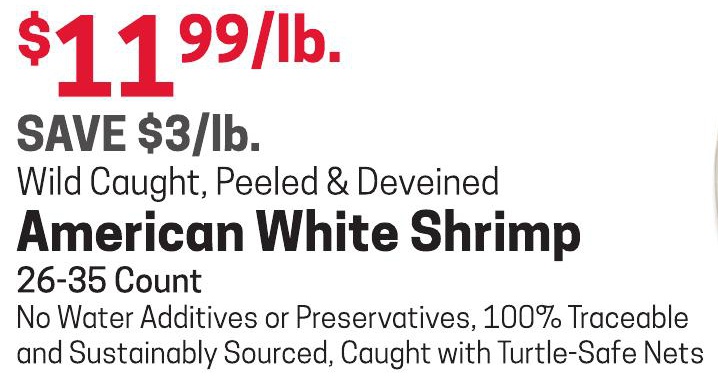 $11 99/lb.
SAVE $3/lb.
Wild Caught, Peeled & Deveined
American White Shrimp
26-35 Count
No Water Additives or Preservatives, 100% Traceable
and Sustainably Sourced, Caught with Turtle-Safe Nets